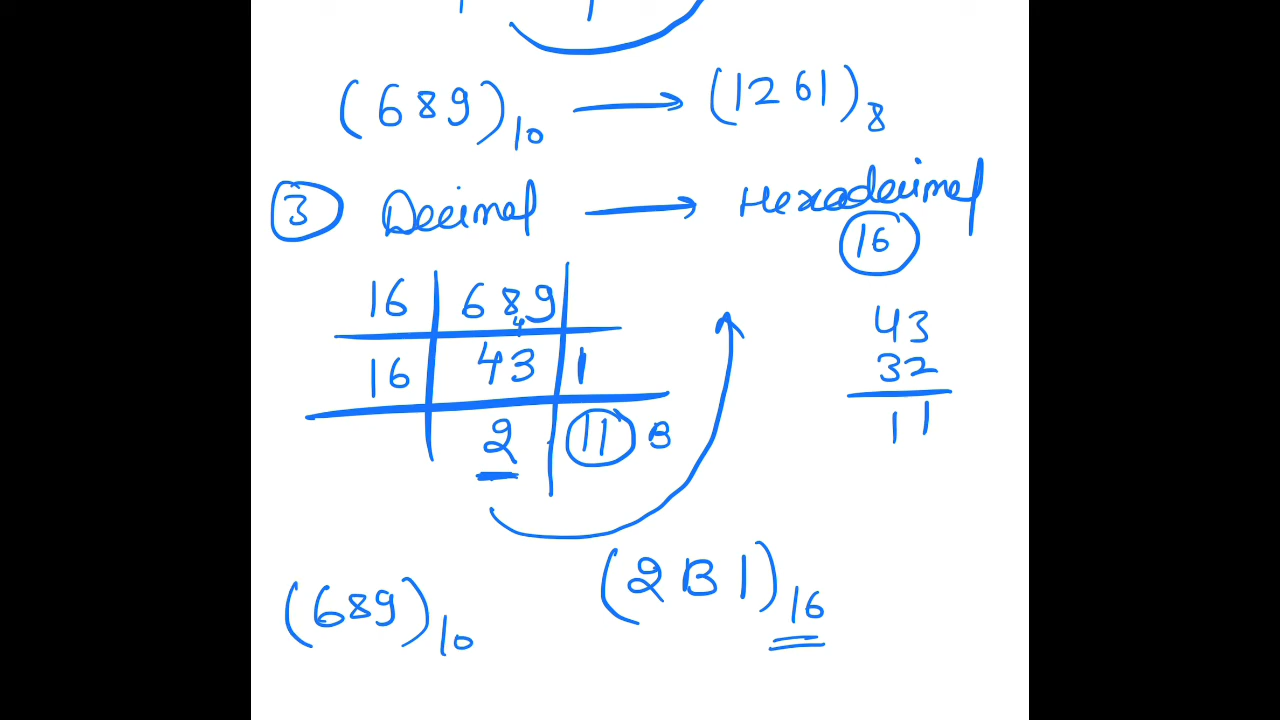 (689)10 → (1261)8
3 Decimal → Hexadecimal
16
16 | 689
4
16 | 43 | 1
2 | 11 B
43
32
11
(689)10 (2B1)16